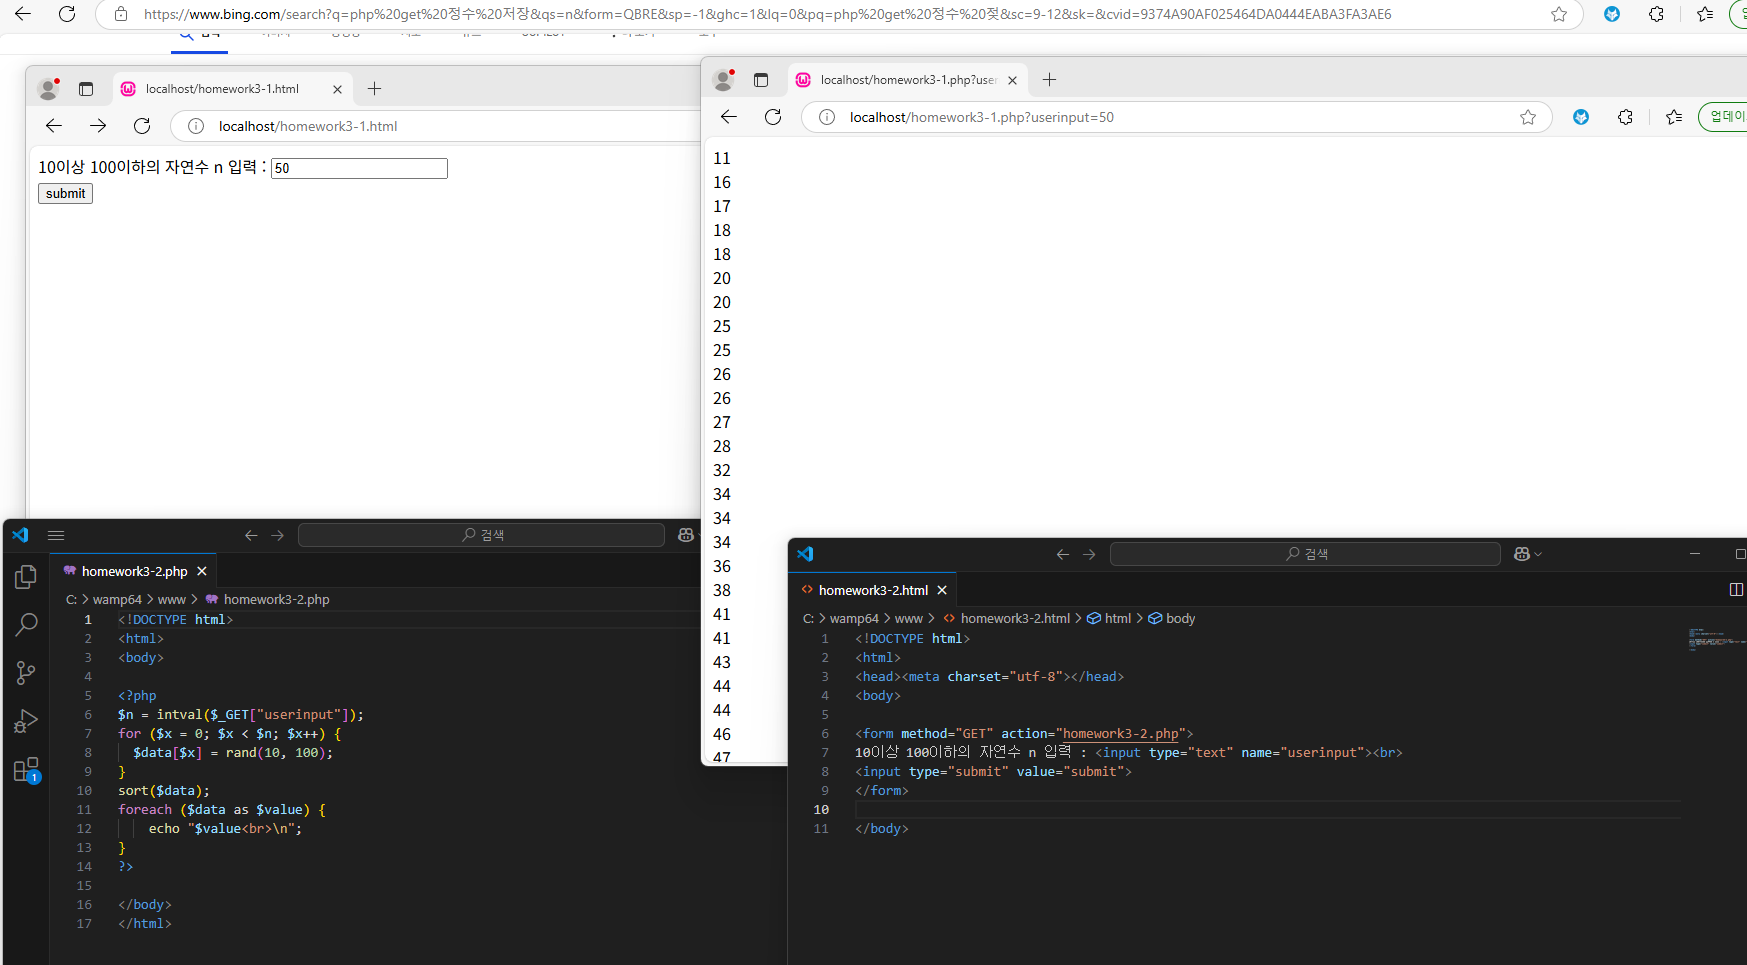 https://www.bing.com/search?q=php%20get%20정수%20저장&qs=n&form=QBRE&sp=-1&ghc=1&lq=0&pq=php%20get%20정수%20젖&sc=9-12&sk=&cvid=9374A90AF025464DA0444EABA3FA3AE6
localhost/homework3-1.html
localhost/homework3-1.html
10이상 100이하의 자연수 n 입력 : 50
submit
localhost/homework3-1.php?user
localhost/homework3-1.php?userinput=50
업데이
11
16
17
18
18
20
20
25
25
26
26
27
28
32
34
34
34
36
38
41
41
43
44
44
46
47
검색
homework3-2.php
C: > wamp64 > www > homework3-2.php
1 <!DOCTYPE html>
2 <html>
3 <body>
4
5 <?php
6 $n = intval($_GET["userinput"]);
7 for ($x = 0; $x < $n; $x++) {
8 $data[$x] = rand(10, 100);
9 }
10 sort($data);
11 foreach ($data as $value) {
12 echo "$value<br>\n";
13 }
14 ?>
15
16 </body>
17 </html>
1
검색
homework3-2.html
C: > wamp64 > www > homework3-2.html > html > body
1 <!DOCTYPE html>
2 <html>
3 <head><meta charset="utf-8"></head>
4 <body>
5
6 <form method="GET" action="homework3-2.php">
7 10이상 100이하의 자연수 n 입력 : <input type="text" name="userinput"><br>
8 <input type="submit" value="submit">
9 </form>
10
11 </body>